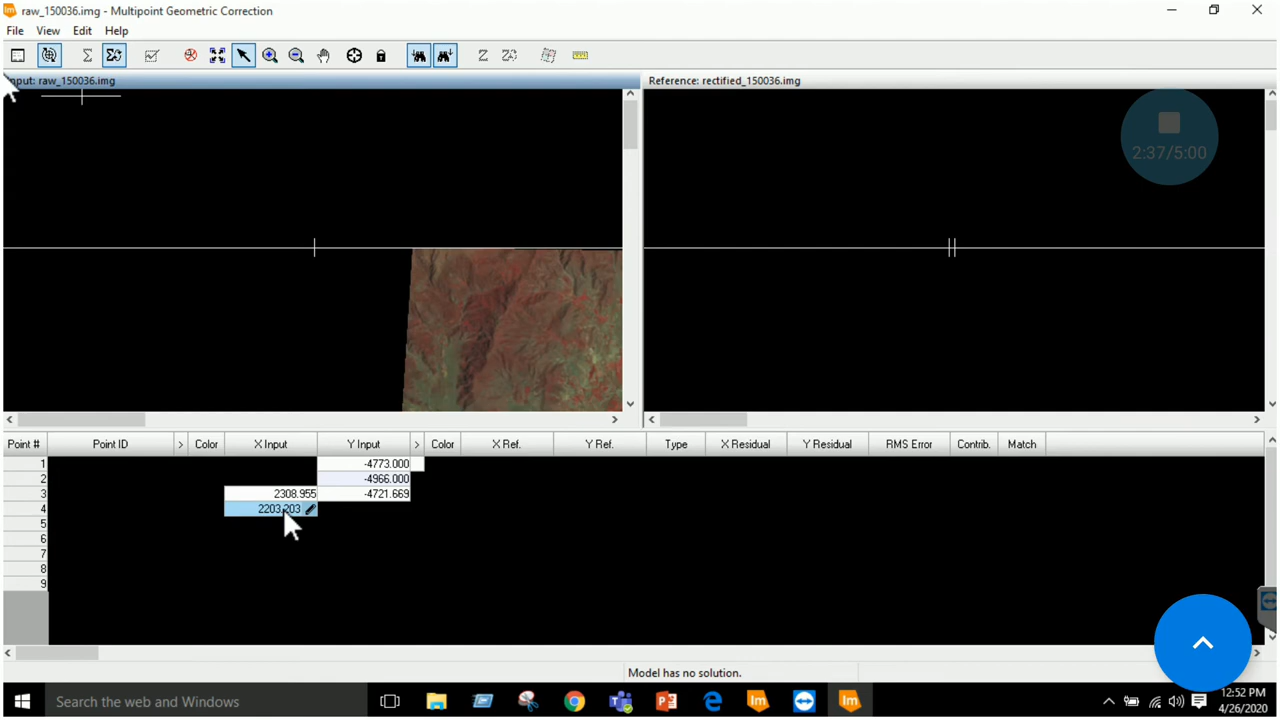 raw_150036.img - Multipoint Geometric Correction
File View Edit Help
nput: raw_150036.img
Reference: rectified_150036.img
2:37/5:00
Point # Point ID > Color X Input Y Input > Color X Ref. Y Ref. Type X Residual Y Residual RMS Error Contrib. Match
1 -4773.000
2 -4966.000
3 2308.955 -4721.669
4 2203.203
5
6
7
8
9
Model has no solution.
Search the web and Windows
12:52 PM
4/26/2020